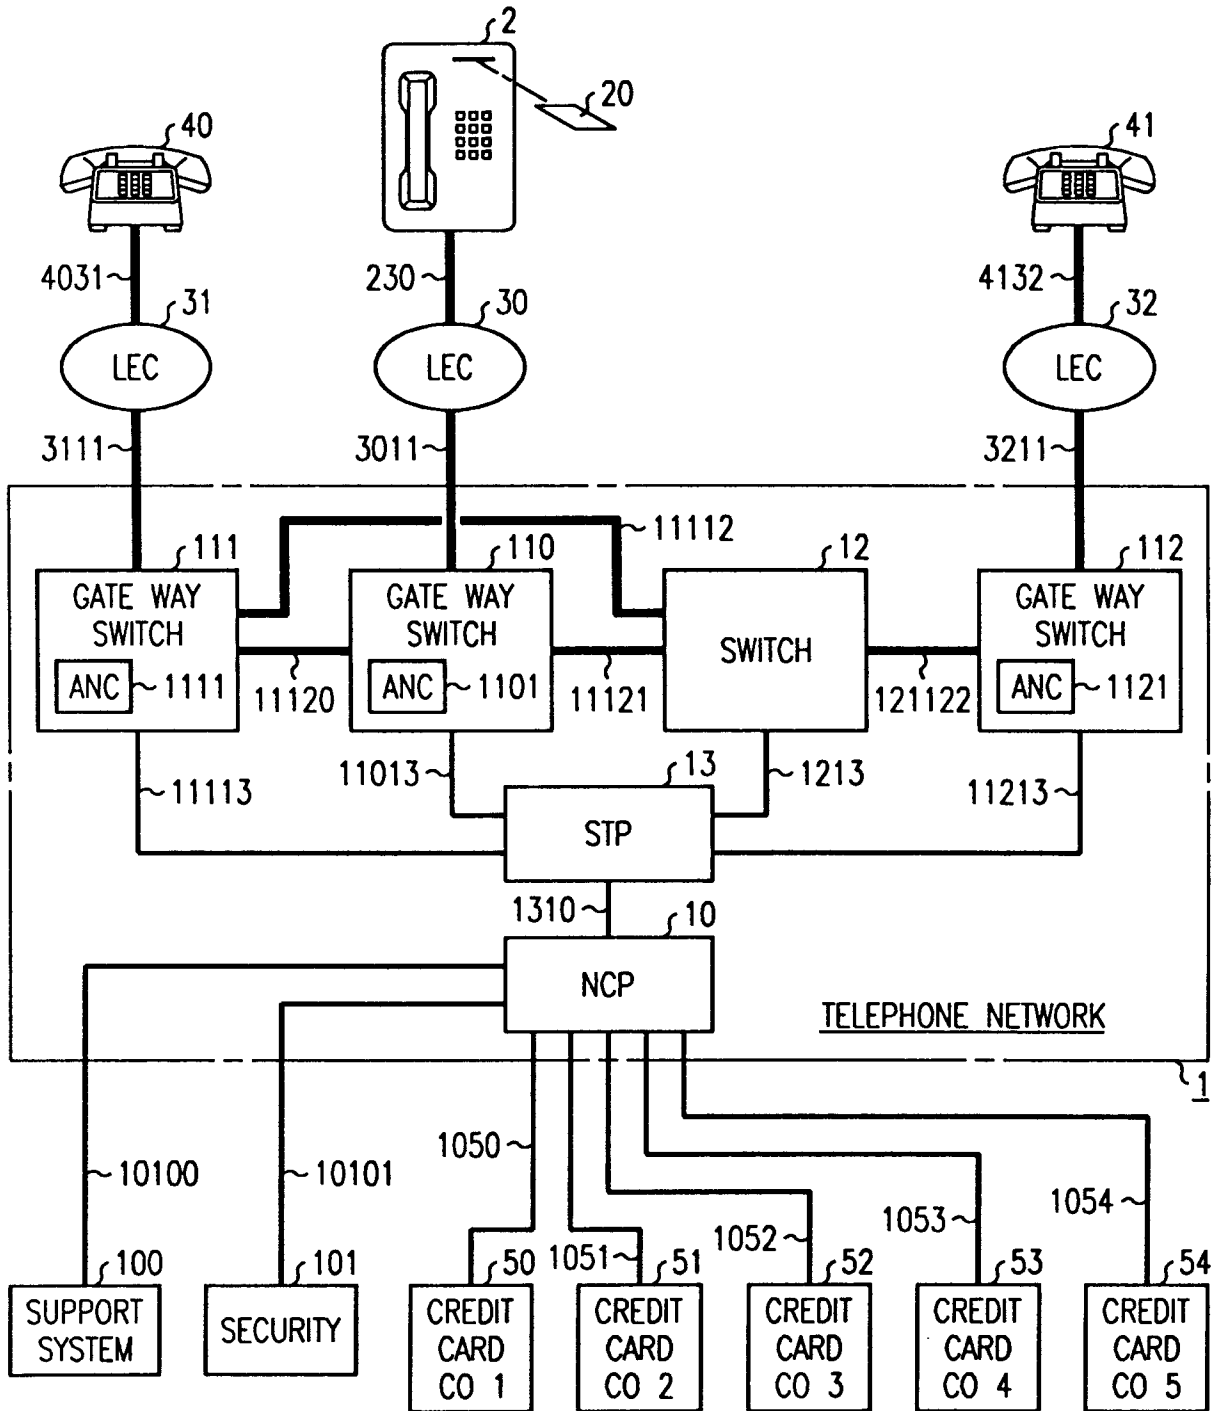 2
20
40
41
4031
230
4132
31
30
32
LEC
LEC
LEC
3111
3011
3211
11112
111
110
12
112
GATE WAY
SWITCH
ANC
1111
GATE WAY
SWITCH
ANC
1101
SWITCH
GATE WAY
SWITCH
ANC
1121
11120
11121
121122
11113
11013
13
1213
11213
STP
1310
10
NCP
TELEPHONE NETWORK
1
10100
10101
1050
1051
1052
1053
1054
100
101
50
51
52
53
54
SUPPORT
SYSTEM
SECURITY
CREDIT
CARD
CO 1
CREDIT
CARD
CO 2
CREDIT
CARD
CO 3
CREDIT
CARD
CO 4
CREDIT
CARD
CO 5